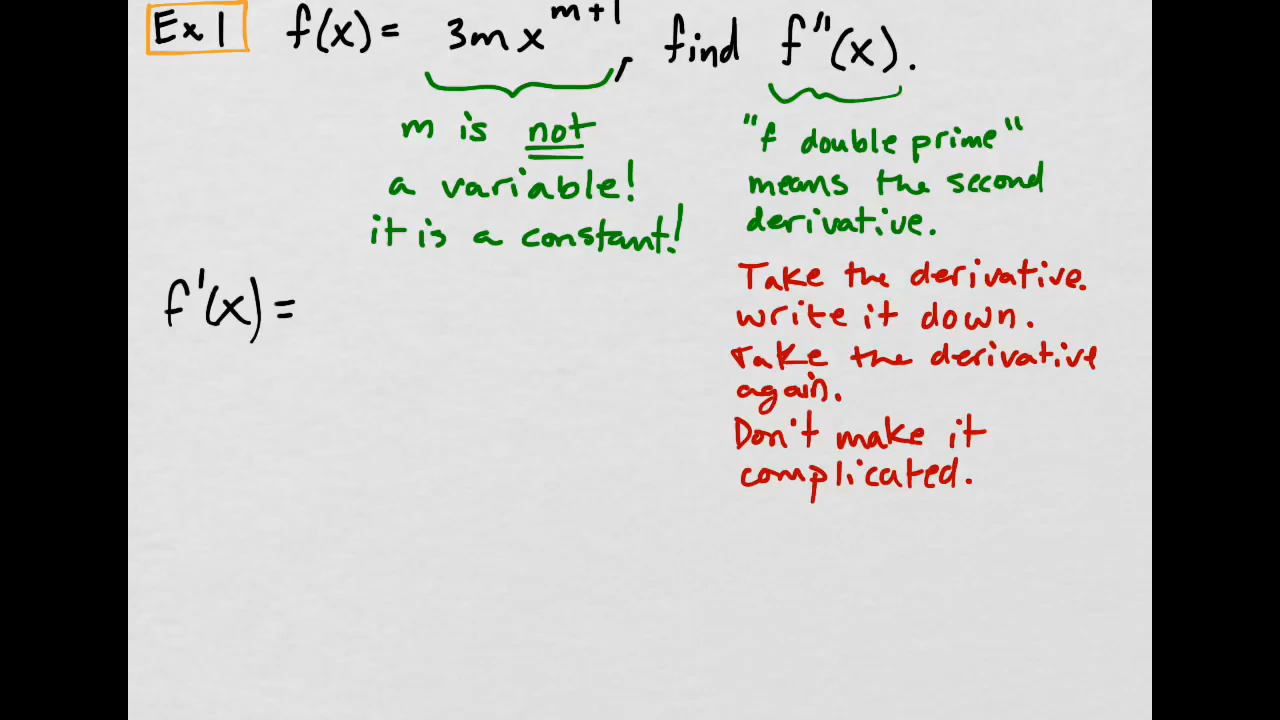 Ex 1 f(x) = 3mx^{m+1}, find f''(x).
m is not
a variable!
it is a constant!
"f double prime"
means the second
derivative.
f'(x) =
Take the derivative.
write it down.
Take the derivative
again.
Don't make it
complicated.